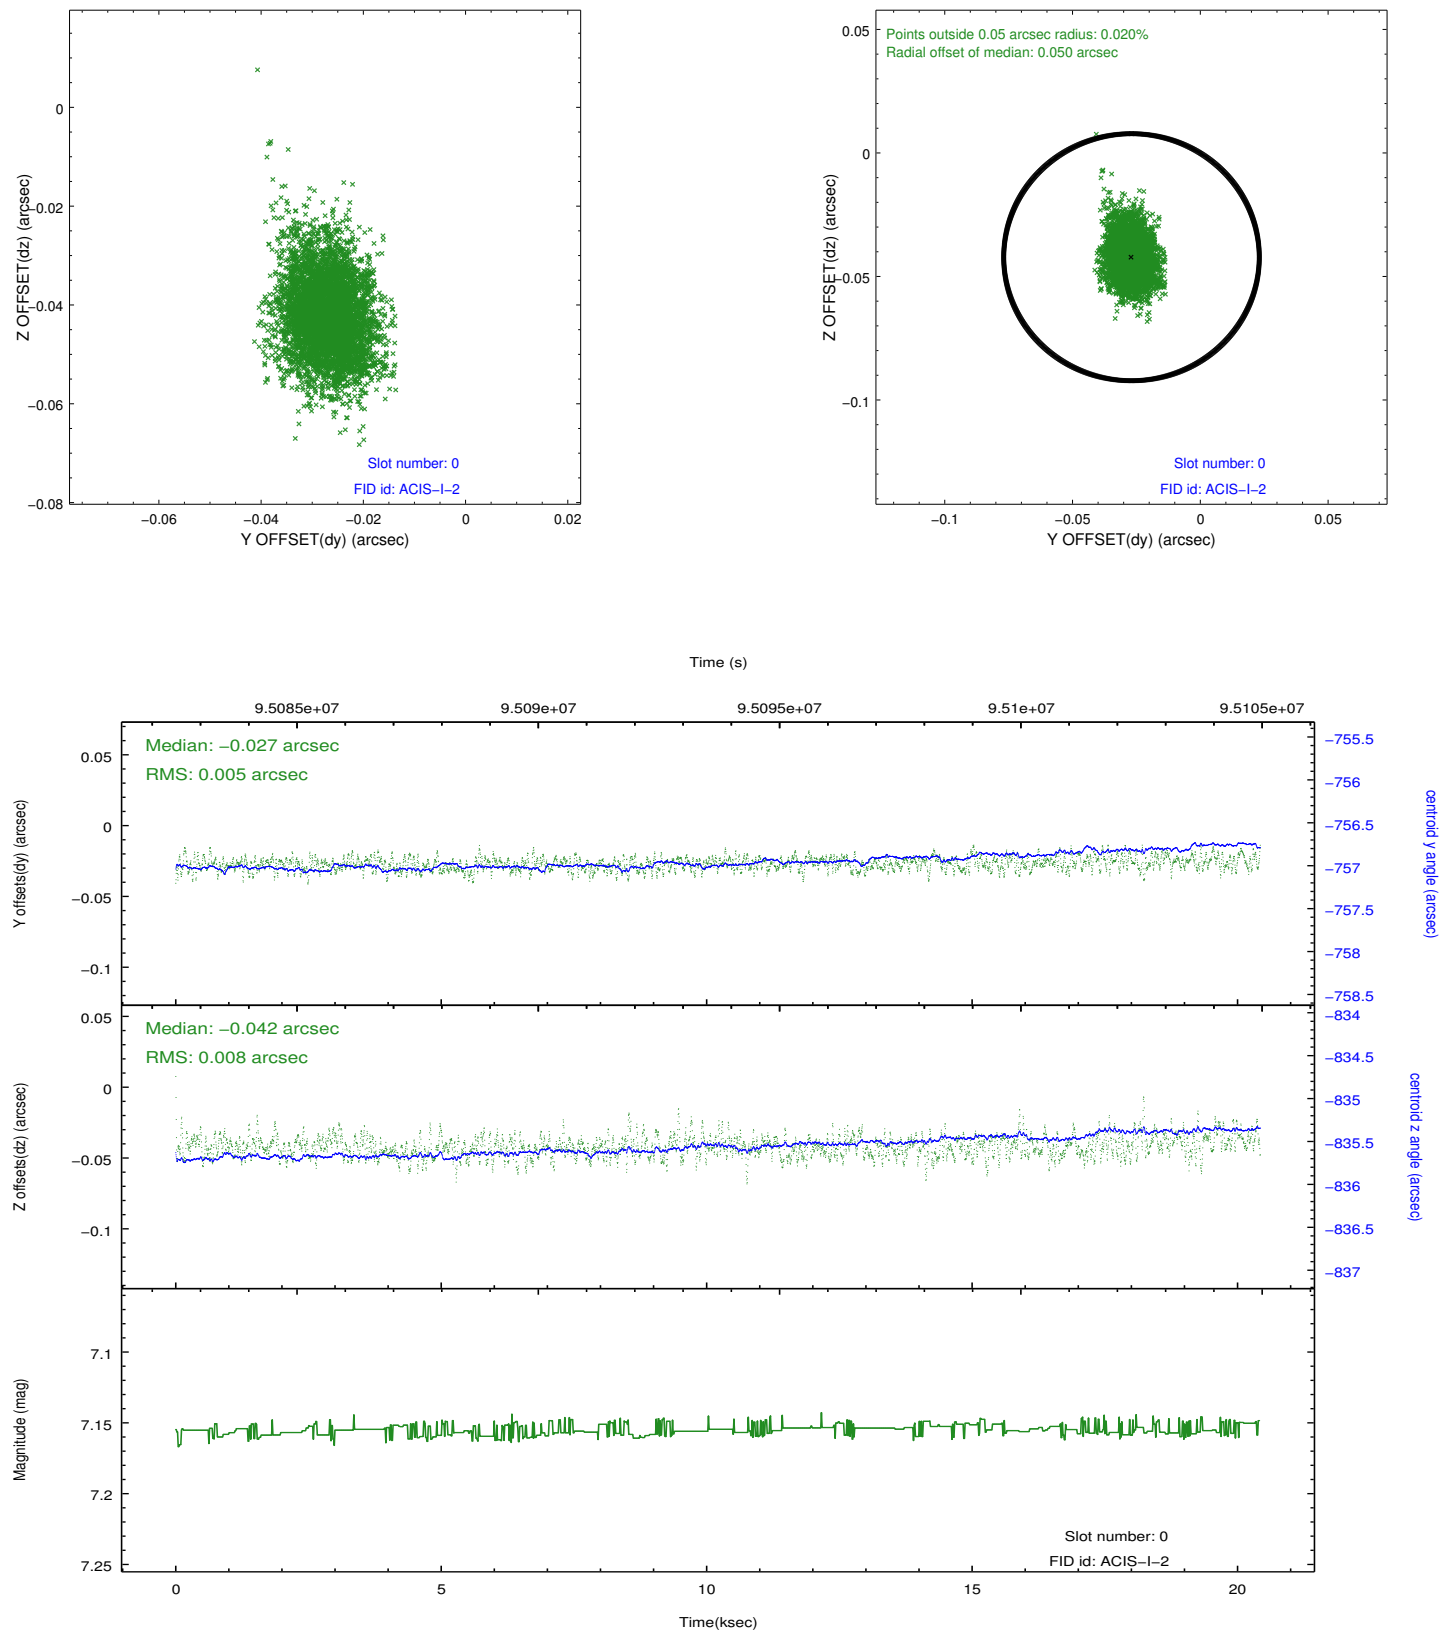 0
−0.02
−0.04
−0.06
−0.08
Z OFFSET(dz) (arcsec)
Slot number: 0
FID id: ACIS−I−2
−0.06
−0.04
−0.02
0
0.02
Y OFFSET(dy) (arcsec)
Points outside 0.05 arcsec radius: 0.020%
Radial offset of median: 0.050 arcsec
0.05
0
−0.05
−0.1
Z OFFSET(dz) (arcsec)
Slot number: 0
FID id: ACIS−I−2
−0.1
−0.05
0
0.05
Y OFFSET(dy) (arcsec)
Time (s)
9.5085e+07
9.509e+07
9.5095e+07
9.51e+07
9.5105e+07
Median: −0.027 arcsec
RMS: 0.005 arcsec
0.05
0
−0.05
−0.1
Y offsets(dy) (arcsec)
−755.5
−756
−756.5
−757
−757.5
−758
−758.5
centroid y angle (arcsec)
Median: −0.042 arcsec
RMS: 0.008 arcsec
0.05
0
−0.05
−0.1
Z offsets(dz) (arcsec)
−834
−834.5
−835
−835.5
−836
−836.5
−837
centroid z angle (arcsec)
7.1
7.15
7.2
7.25
Magnitude (mag)
Slot number: 0
FID id: ACIS−I−2
0
5
10
15
20
Time(ksec)